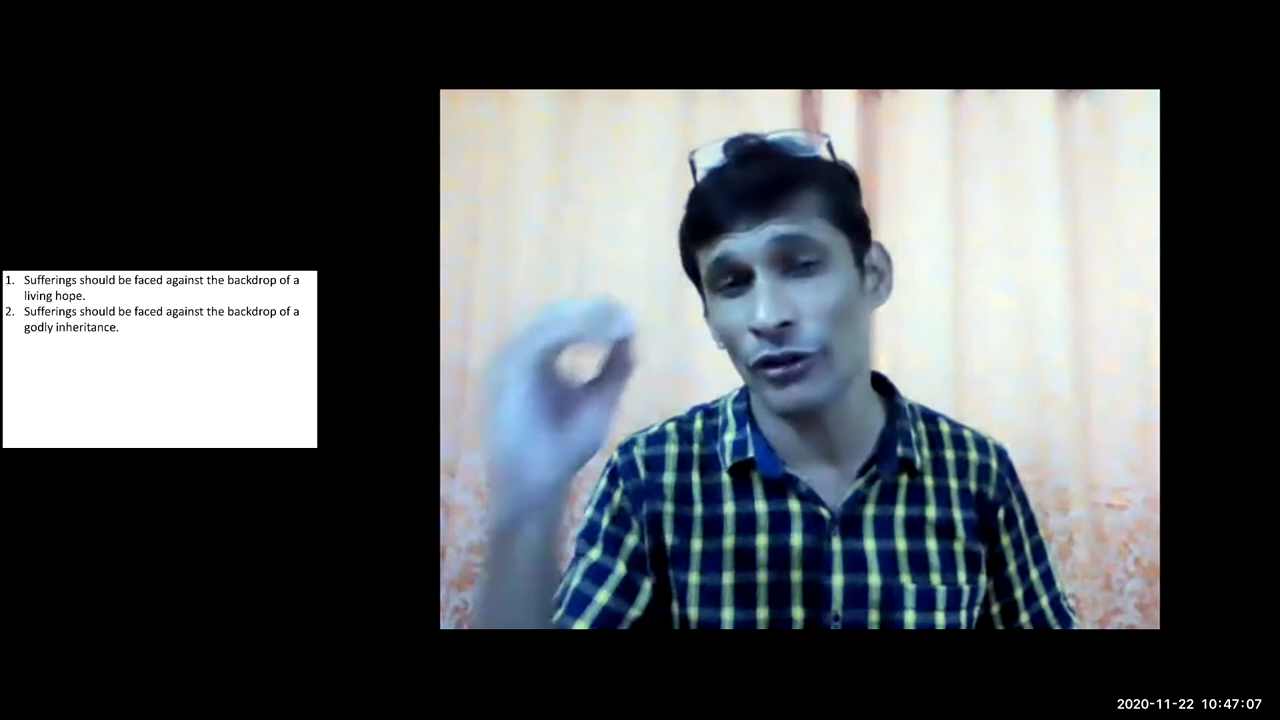 1. Sufferings should be faced against the backdrop of a
living hope.
2. Sufferings should be faced against the backdrop of a
godly inheritance.
2020-11-22 10:47:07